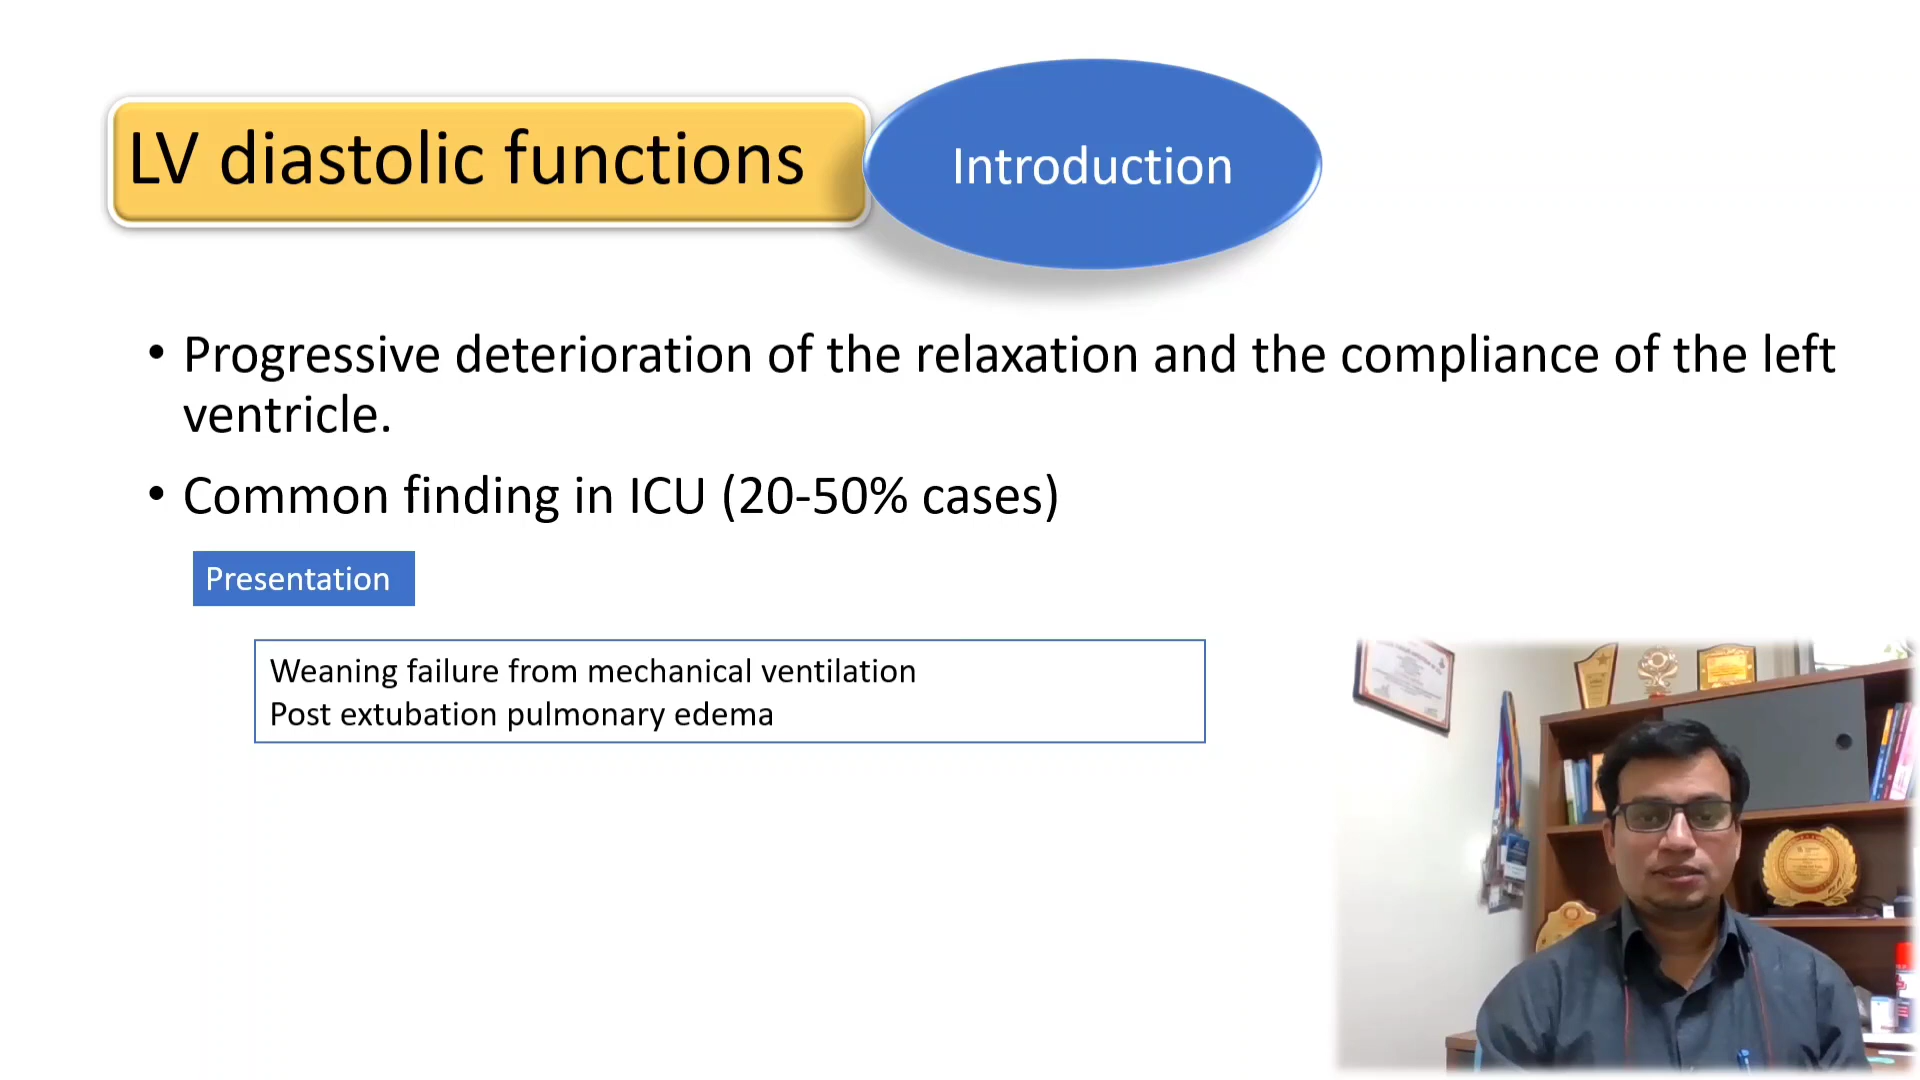 LV diastolic functions
Introduction
• Progressive deterioration of the relaxation and the compliance of the left
ventricle.
• Common finding in ICU (20-50% cases)
Presentation
Weaning failure from mechanical ventilation
Post extubation pulmonary edema